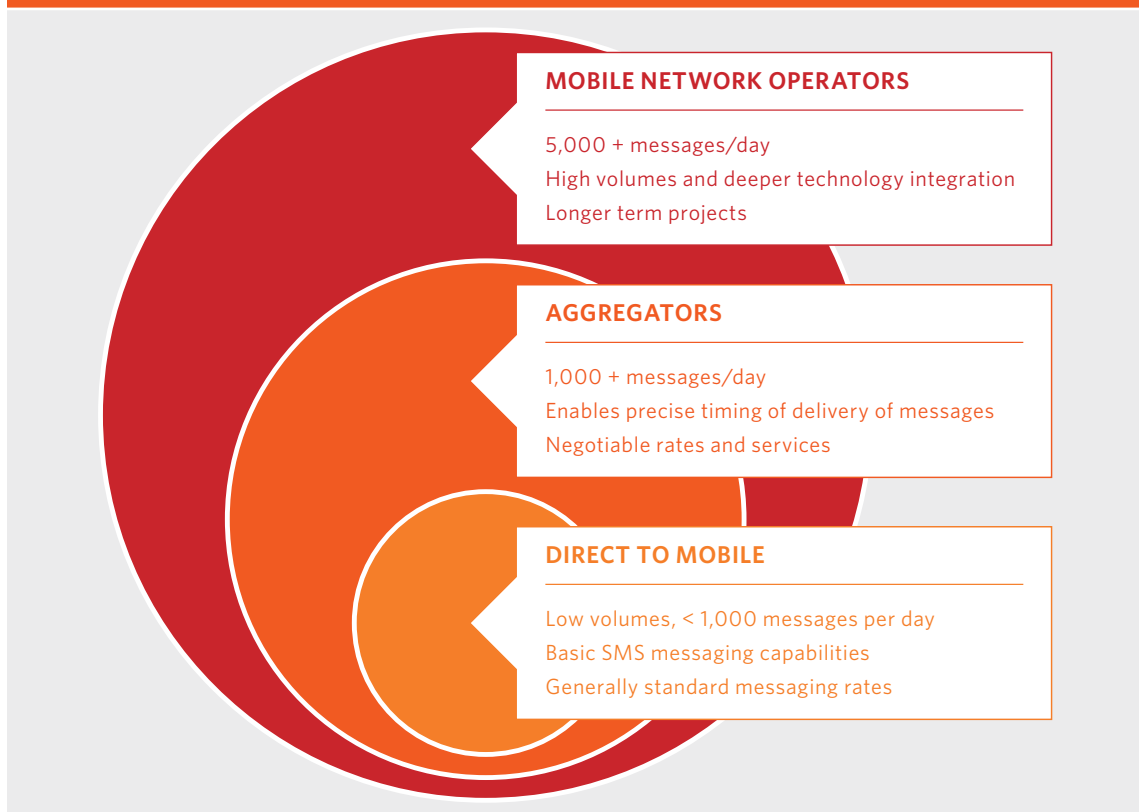 MOBILE NETWORK OPERATORS
5,000 + messages/day
High volumes and deeper technology integration
Longer term projects
AGGREGATORS
1,000 + messages/day
Enables precise timing of delivery of messages
Negotiable rates and services
DIRECT TO MOBILE
Low volumes, < 1,000 messages per day
Basic SMS messaging capabilities
Generally standard messaging rates